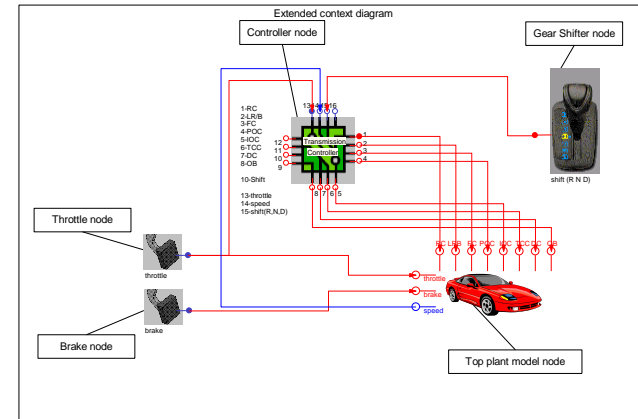 Extended context diagram
Controller node
Gear Shifter node
13 14 15 16
1-RC
2-LR/B
3-FC
4-POC
5-IOC
6-TCC
7-DC
8-OB
10-Shift
13-throttle
14-speed
15-shift(R,N,D)
12
11
10
9
Transmission
Controller
1
2
3
4
8 7 6 5
shift (R N D)
Throttle node
throttle
RC LRB FC POC IOC TCC DC OB
throttle
brake
speed
brake
Brake node
Top plant model node